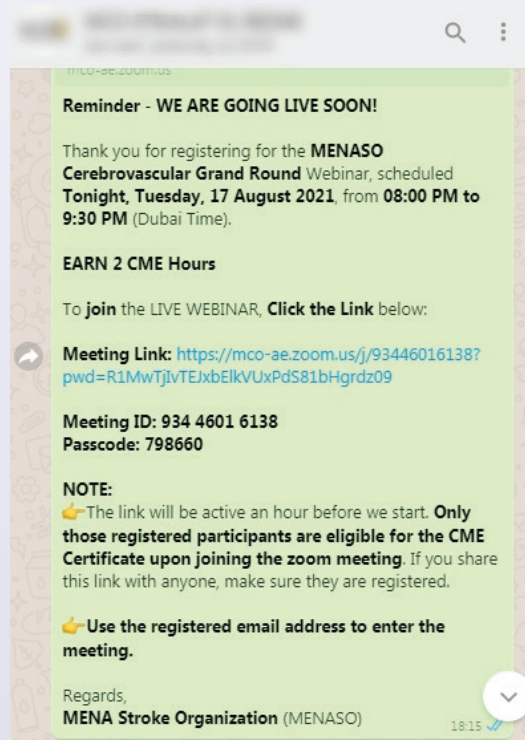 mco-ae.zoom.us
Reminder - WE ARE GOING LIVE SOON!
Thank you for registering for the MENASO
Cerebrovascular Grand Round Webinar, scheduled
Tonight, Tuesday, 17 August 2021, from 08:00 PM to
9:30 PM (Dubai Time).
EARN 2 CME Hours
To join the LIVE WEBINAR, Click the Link below:
Meeting Link: https://mco-ae.zoom.us/j/93446016138?
pwd=R1MwTjIvTEJxbElkVUxPdS81bHgrdz09
Meeting ID: 934 4601 6138
Passcode: 798660
NOTE:
👉The link will be active an hour before we start. Only
those registered participants are eligible for the CME
Certificate upon joining the zoom meeting. If you share
this link with anyone, make sure they are registered.
👉Use the registered email address to enter the
meeting.
Regards,
MENA Stroke Organization (MENASO)
18:15